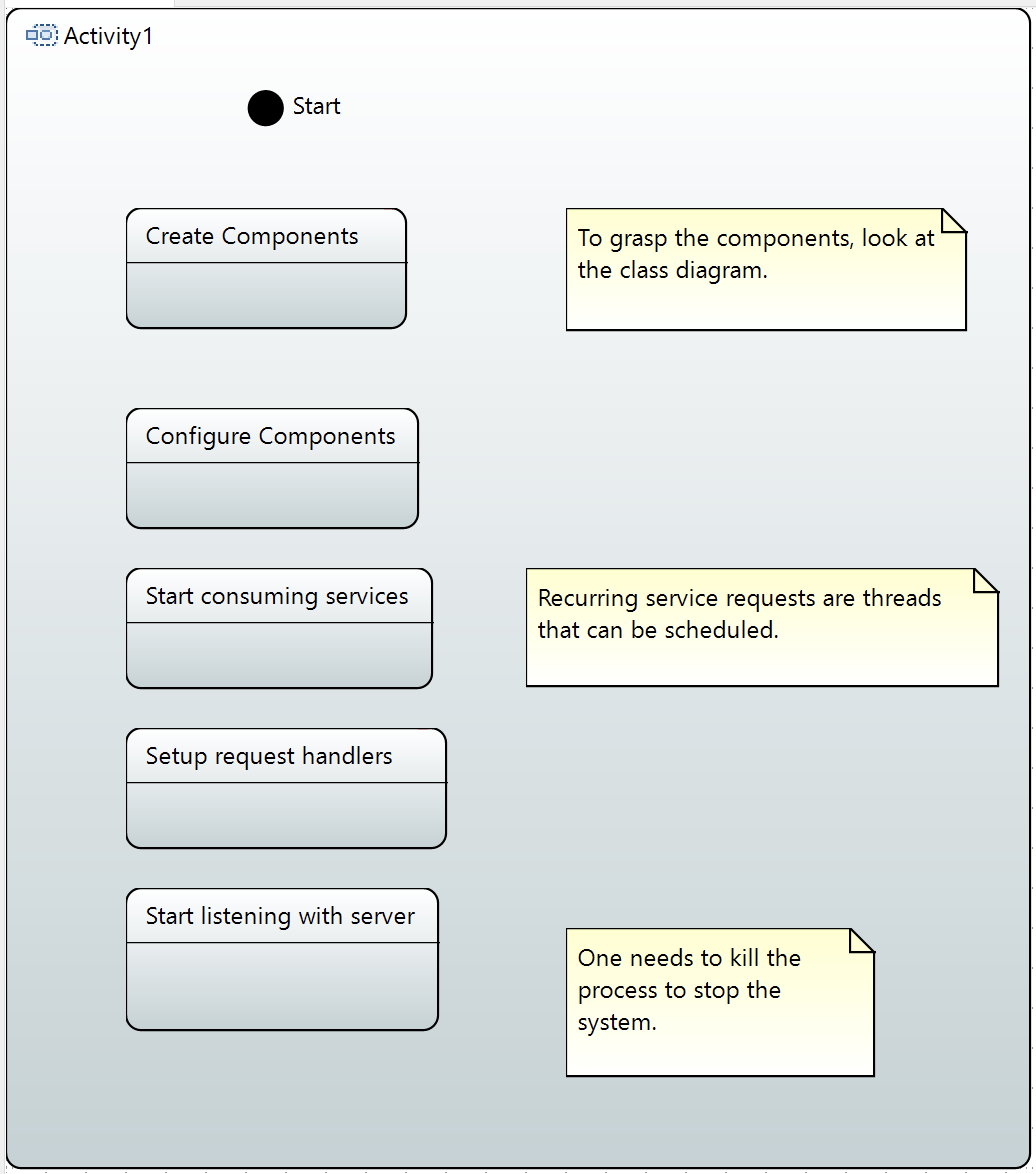 Activity1
Start
Create Components
To grasp the components, look at
the class diagram.
Configure Components
Start consuming services
Recurring service requests are threads
that can be scheduled.
Setup request handlers
Start listening with server
One needs to kill the
process to stop the
system.